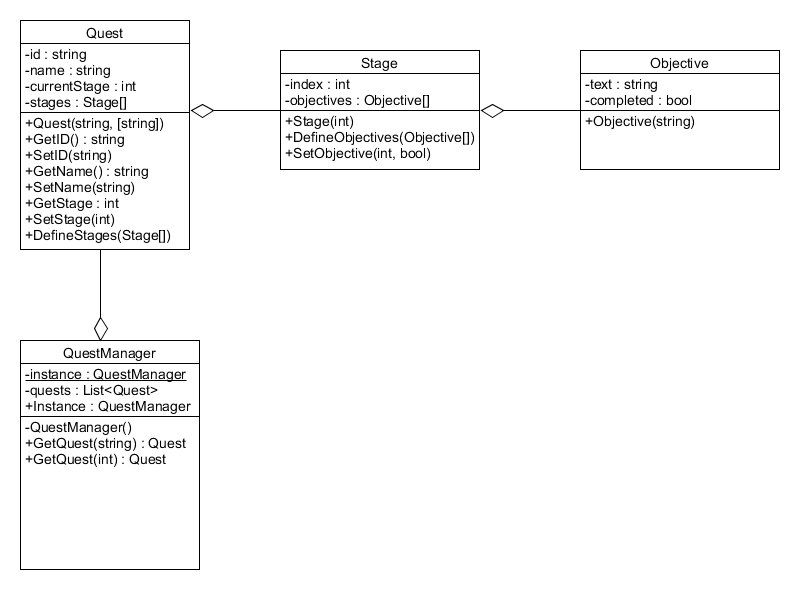 Quest
-id : string
-name : string
-currentStage : int
-stages : Stage[]
+Quest(string, [string])
+GetID() : string
+SetID(string)
+GetName() : string
+SetName(string)
+GetStage : int
+SetStage(int)
+DefineStages(Stage[])
Stage
-index : int
-objectives : Objective[]
+Stage(int)
+DefineObjectives(Objective[])
+SetObjective(int, bool)
Objective
-text : string
-completed : bool
+Objective(string)
QuestManager
-instance : QuestManager
-quests : List<Quest>
+Instance : QuestManager
-QuestManager()
+GetQuest(string) : Quest
+GetQuest(int) : Quest